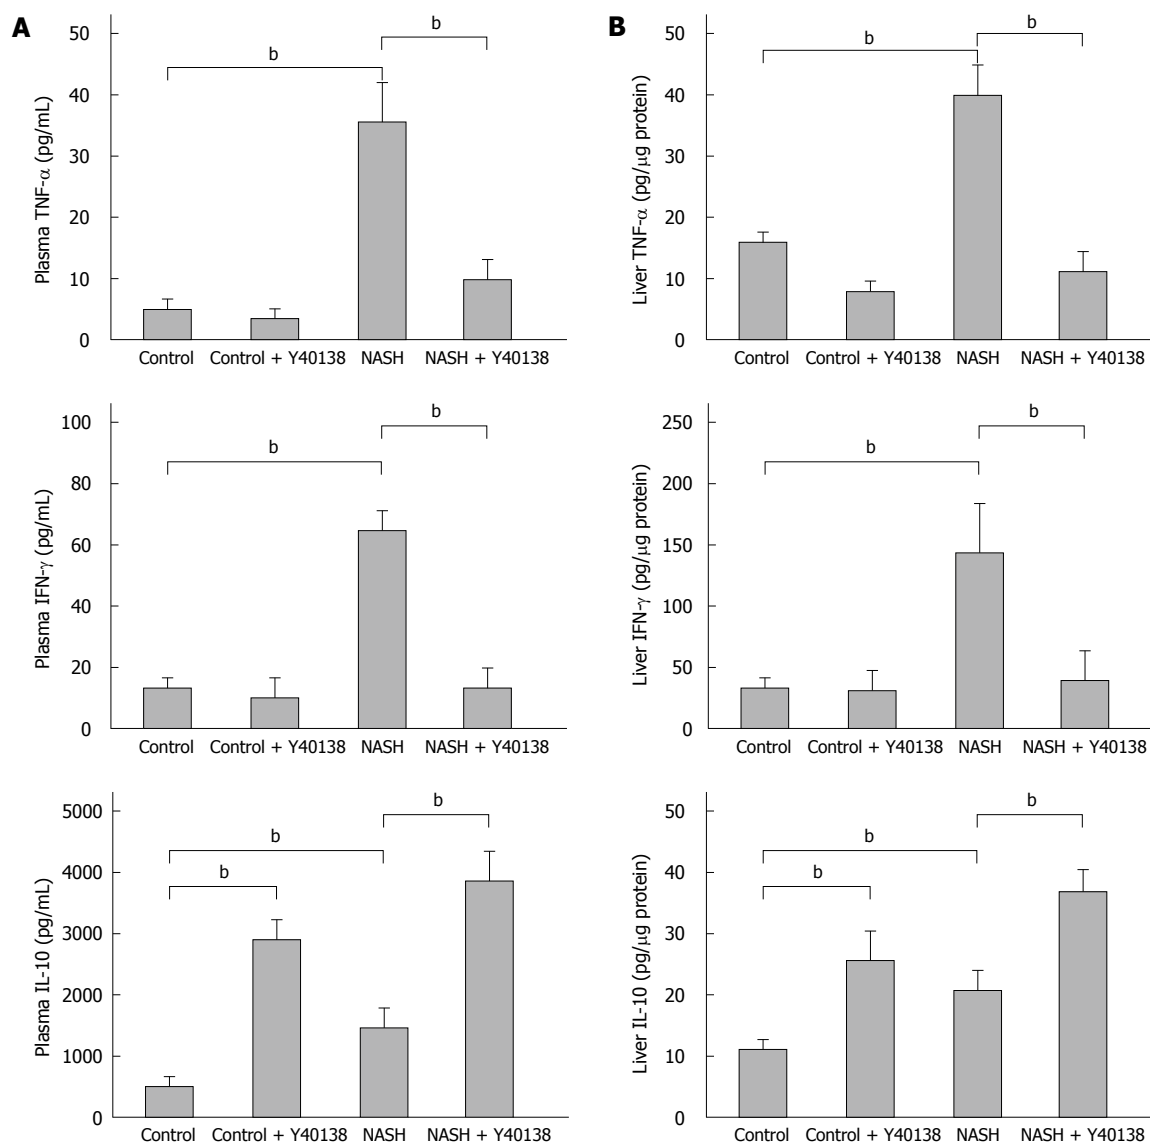 A
Plasma TNF-α (pg/mL)
50
40
30
20
10
0
b
b
Control Control + Y40138 NASH NASH + Y40138
B
Liver TNF-α (pg/μg protein)
50
40
30
20
10
0
b
b
Control Control + Y40138 NASH NASH + Y40138
Plasma IFN-γ (pg/mL)
100
80
60
40
20
0
b
b
Control Control + Y40138 NASH NASH + Y40138
Liver IFN-γ (pg/μg protein)
250
200
150
100
50
0
b
b
Control Control + Y40138 NASH NASH + Y40138
Plasma IL-10 (pg/mL)
5000
4000
3000
2000
1000
0
b
b
b
Control Control + Y40138 NASH NASH + Y40138
Liver IL-10 (pg/μg protein)
50
40
30
20
10
0
b
b
b
Control Control + Y40138 NASH NASH + Y40138